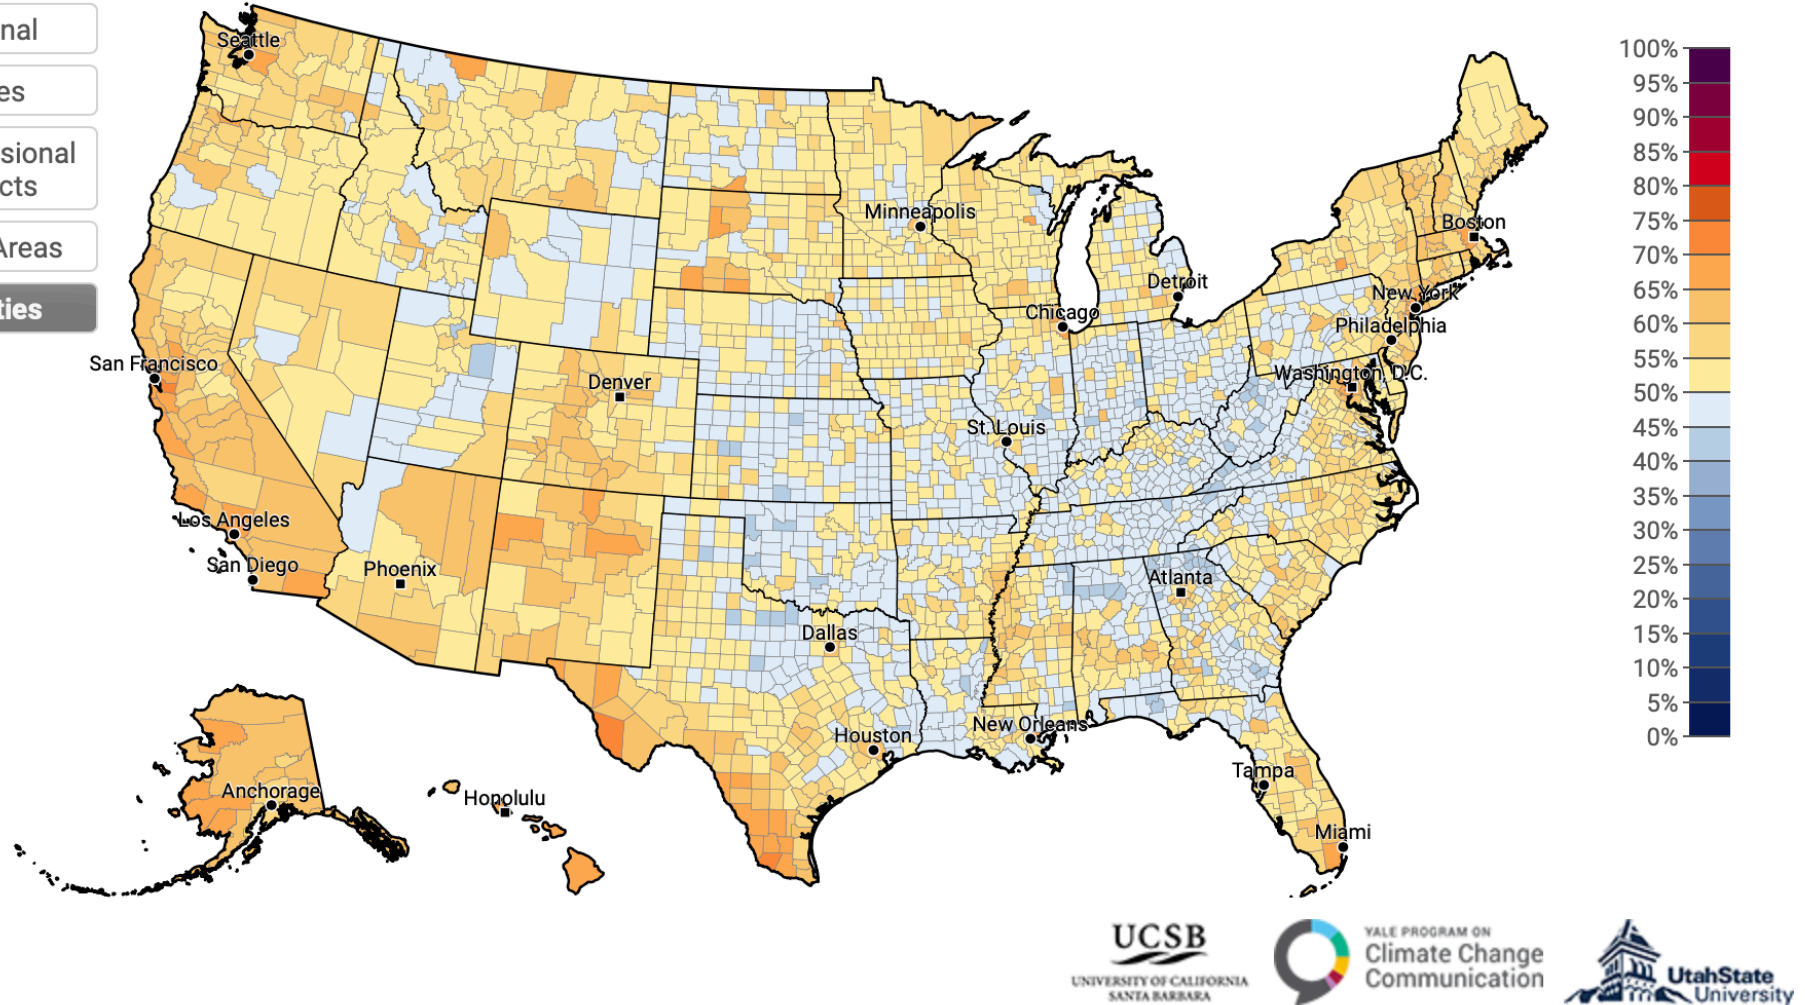 nal
es
sional
cts
Areas
ties
Seattle
Minneapolis
Boston
Detroit
New York
Chicago
Philadelphia
San Francisco
Denver
Washington, D.C.
St. Louis
Los Angeles
San Diego
Phoenix
Atlanta
Dallas
New Orleans
Houston
Tampa
Anchorage
Honolulu
Miami
100%
95%
90%
85%
80%
75%
70%
65%
60%
55%
50%
45%
40%
35%
30%
25%
20%
15%
10%
5%
0%
UCSB
UNIVERSITY OF CALIFORNIA
SANTA BARBARA
YALE PROGRAM ON
Climate Change
Communication
UtahState
University